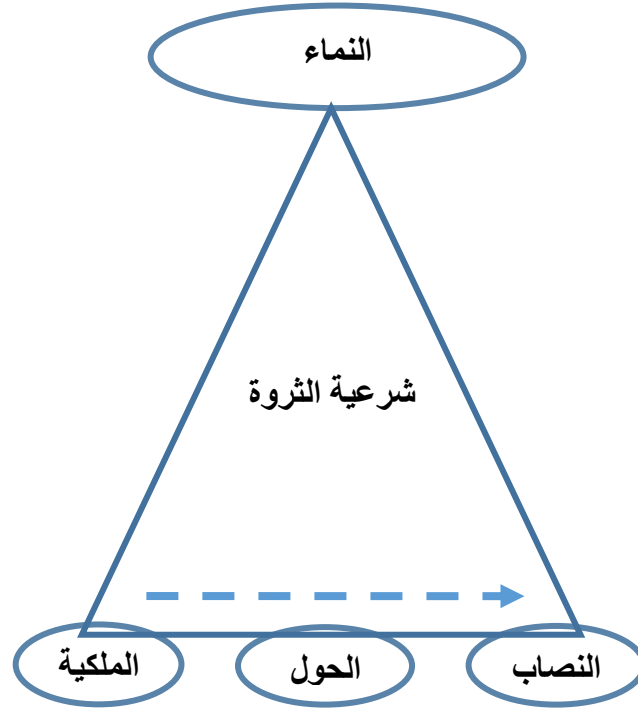 النماء
شرعية الثروة
النصاب
الحول
الملكية